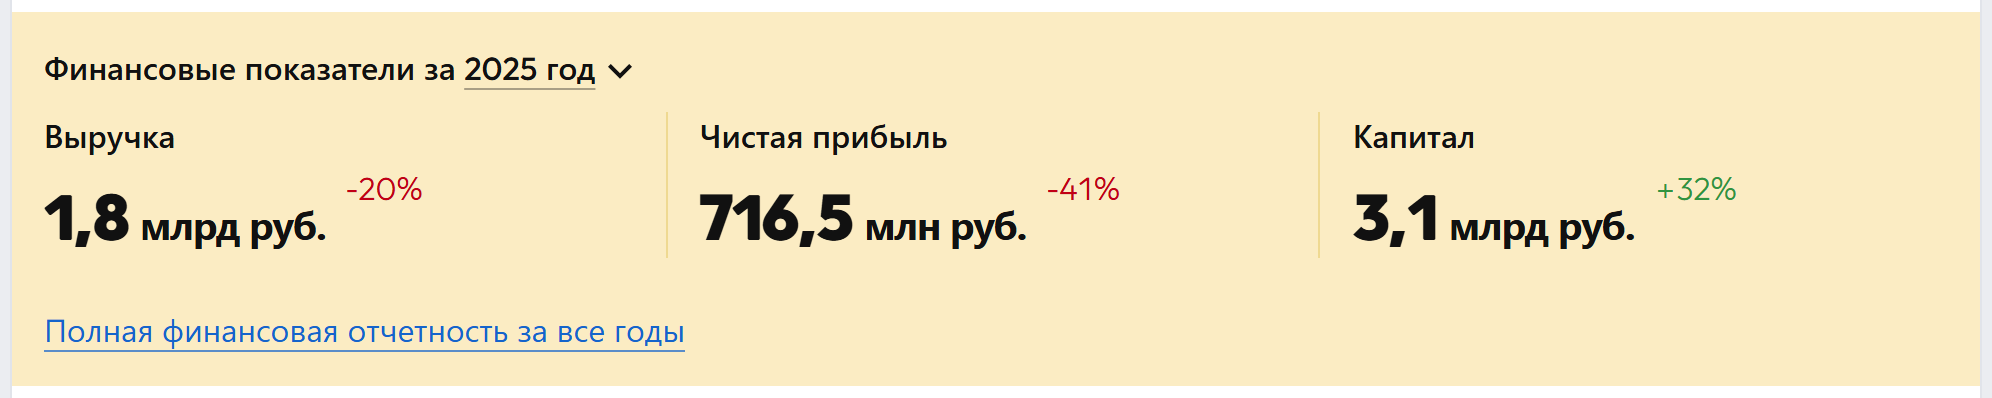 Финансовые показатели за 2025 год
Выручка
1,8 млрд руб. -20%
Чистая прибыль
716,5 млн руб. -41%
Капитал
3,1 млрд руб. +32%
Полная финансовая отчетность за все годы